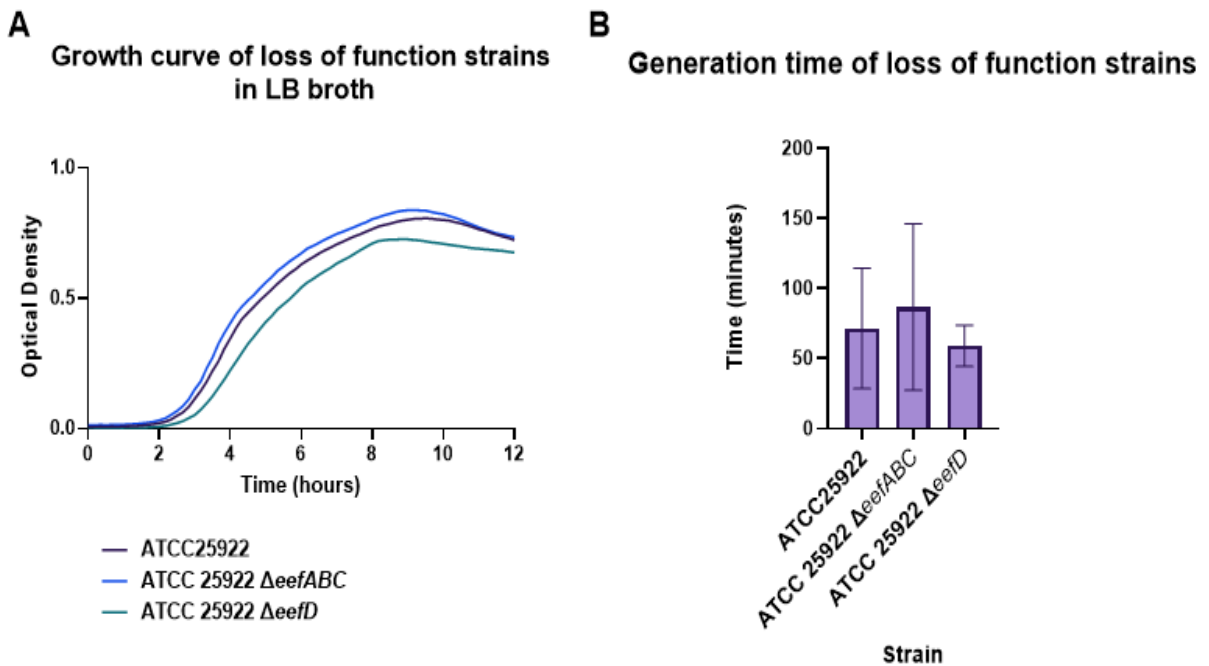 A
Growth curve of loss of function strains
in LB broth
Optical Density
1.0
0.5
0.0
0 2 4 6 8 10 12
Time (hours)
ATCC25922
ATCC 25922 ΔeefABC
ATCC 25922 ΔeefD
B
Generation time of loss of function strains
Time (minutes)
200
150
100
50
0
ATCC25922
ATCC 25922 ΔeefABC
ATCC 25922 ΔeefD
Strain